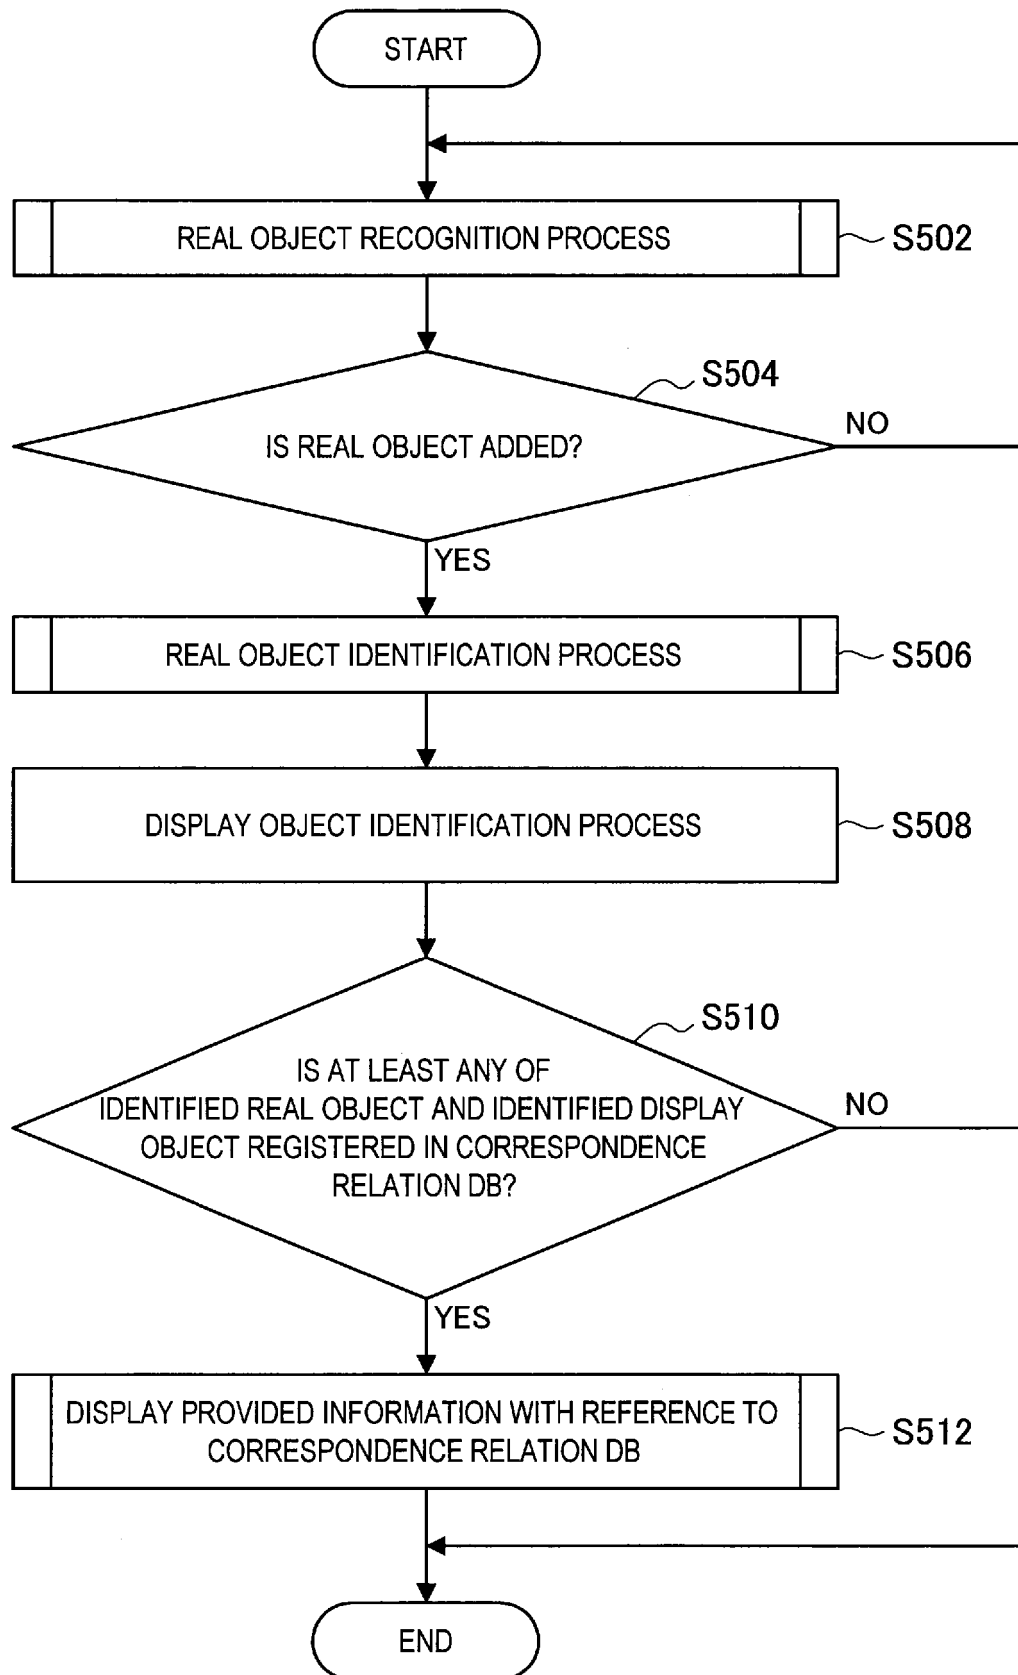 START
REAL OBJECT RECOGNITION PROCESS
S502
S504
IS REAL OBJECT ADDED?
NO
YES
REAL OBJECT IDENTIFICATION PROCESS
S506
DISPLAY OBJECT IDENTIFICATION PROCESS
S508
S510
IS AT LEAST ANY OF
IDENTIFIED REAL OBJECT AND IDENTIFIED DISPLAY
OBJECT REGISTERED IN CORRESPONDENCE
RELATION DB?
NO
YES
DISPLAY PROVIDED INFORMATION WITH REFERENCE TO
CORRESPONDENCE RELATION DB
S512
END